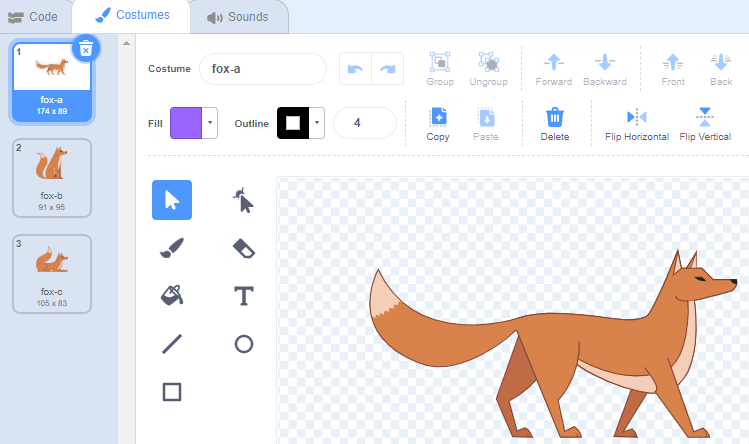 Code
Costumes
Sounds
1
fox-a
174 x 89
2
fox-b
91 x 95
3
fox-c
105 x 83
Costume
fox-a
Group
Ungroup
Forward
Backward
Front
Back
Fill
Outline
4
Copy
Paste
Delete
Flip Horizontal
Flip Vertical
T